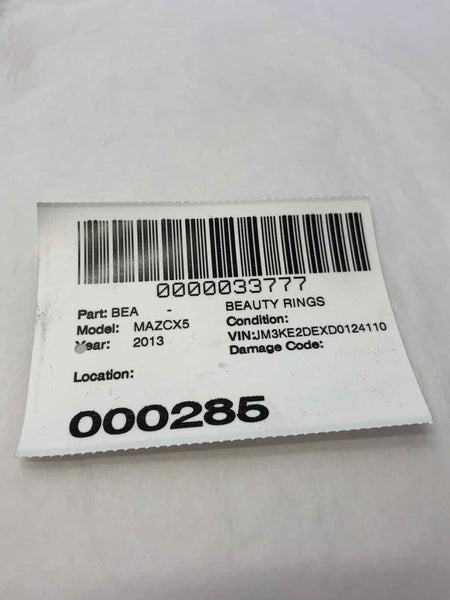 0000033777
Part: BEA - BEAUTY RINGS
Model: MAZCX5 Condition:
Year: 2013 VIN:JM3KE2DEXD0124110
Damage Code:
Location:
000285